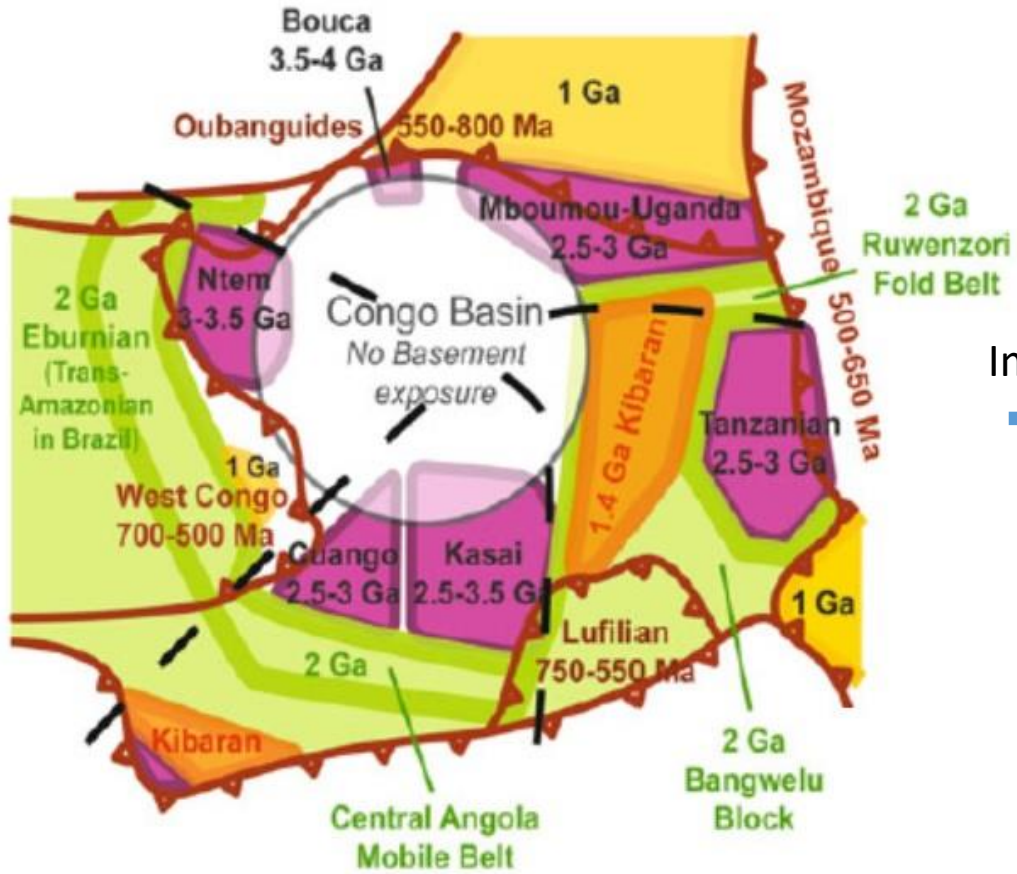 Bouca
3.5-4 Ga
1 Ga
Oubanguides
550-800 Ma
Mozambique 500-650 Ma
Mboumou-Uganda
2.5-3 Ga
2 Ga
Ruwenzori
Fold Belt
Ntem
3-3.5 Ga
2 Ga
Eburnian
(Trans-
Amazonian
in Brazil)
Congo Basin
No Basement
exposure
1.4 Ga Kibaran
Tanzanian
2.5-3 Ga
In
1 Ga
West Congo
700-500 Ma
Cuango
2.5-3 Ga
Kasai
2.5-3.5 Ga
1 Ga
Lufilian
750-550 Ma
2 Ga
Kibaran
2 Ga
Bangwelu
Block
Central Angola
Mobile Belt